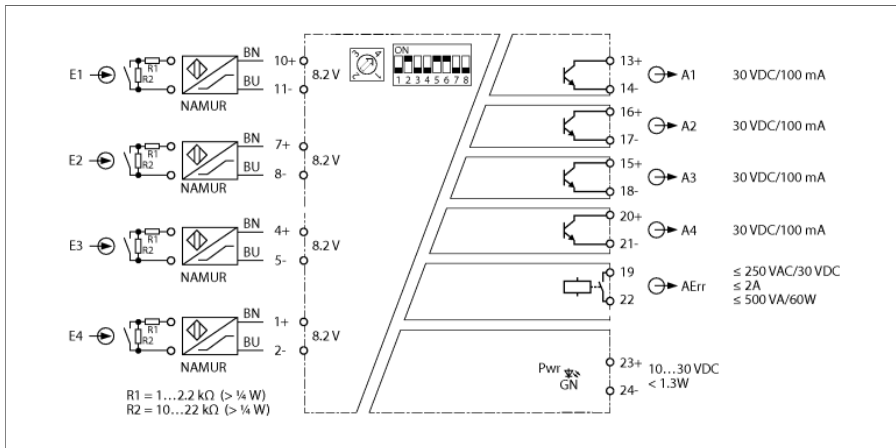 E1
R1
R2
NAMUR
BN 10+
BU 11-
8.2 V
E2
R1
R2
NAMUR
BN 7+
BU 8-
8.2 V
E3
R1
R2
NAMUR
BN 4+
BU 5-
8.2 V
E4
R1
R2
NAMUR
BN 1+
BU 2-
8.2 V
R1 = 1...2.2 kΩ (> ¼ W)
R2 = 10...22 kΩ (> ¼ W)
ON
1 2 3 4 5 6 7 8
13+
14-
A1 30 VDC/100 mA
16+
17-
A2 30 VDC/100 mA
15+
18-
A3 30 VDC/100 mA
20+
21-
A4 30 VDC/100 mA
19
22
AErr
≤ 250 VAC/30 VDC
≤ 2A
≤ 500 VA/60W
Pwr
GN
23+
24-
10...30 VDC
< 1.3W